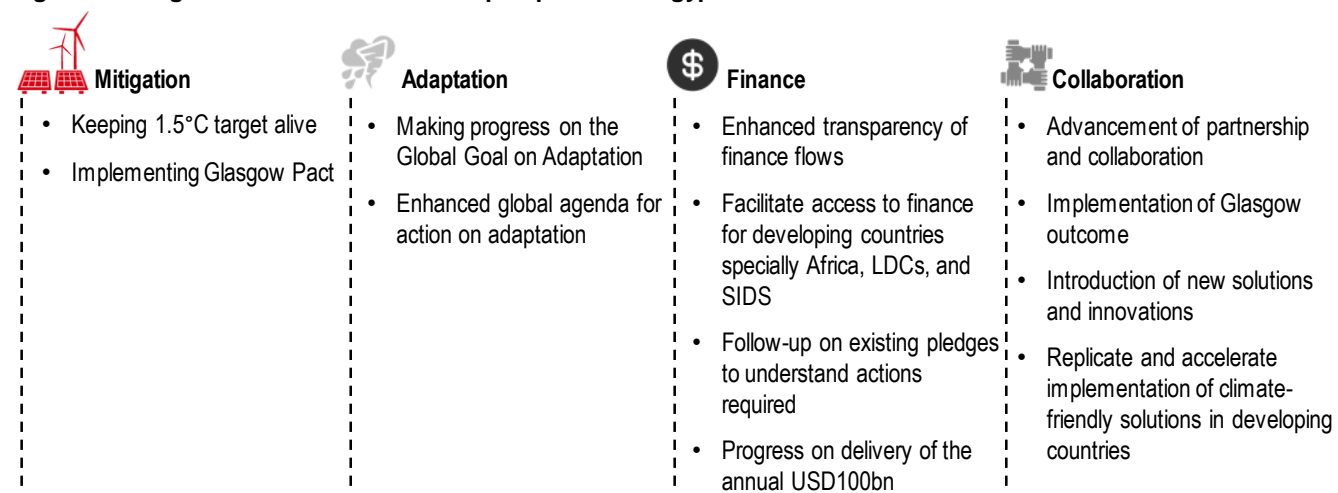 Mitigation
• Keeping 1.5°C target alive
• Implementing Glasgow Pact
Adaptation
• Making progress on the
Global Goal on Adaptation
• Enhanced global agenda for
action on adaptation
$
Finance
• Enhanced transparency of
finance flows
• Facilitate access to finance
for developing countries
specially Africa, LDCs, and
SIDS
• Follow-up on existing pledges
to understand actions
required
• Progress on delivery of the
annual USD100bn
Collaboration
• Advancement of partnership
and collaboration
• Implementation of Glasgow
outcome
• Introduction of new solutions
and innovations
• Replicate and accelerate
implementation of climate-
friendly solutions in developing
countries